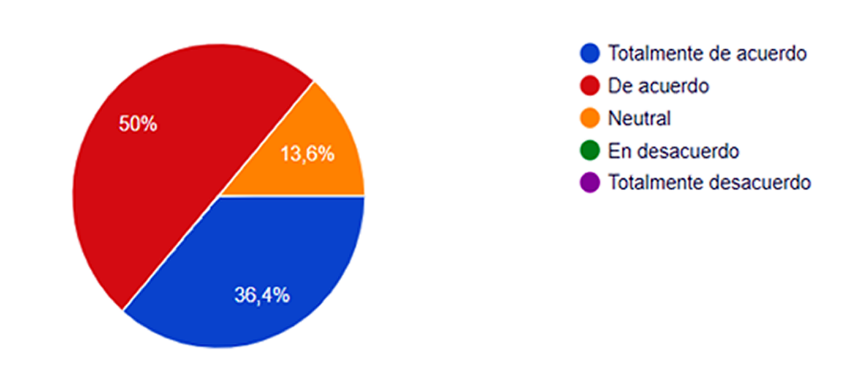 50%
13,6%
36,4%
Totalmente de acuerdo
De acuerdo
Neutral
En desacuerdo
Totalmente desacuerdo